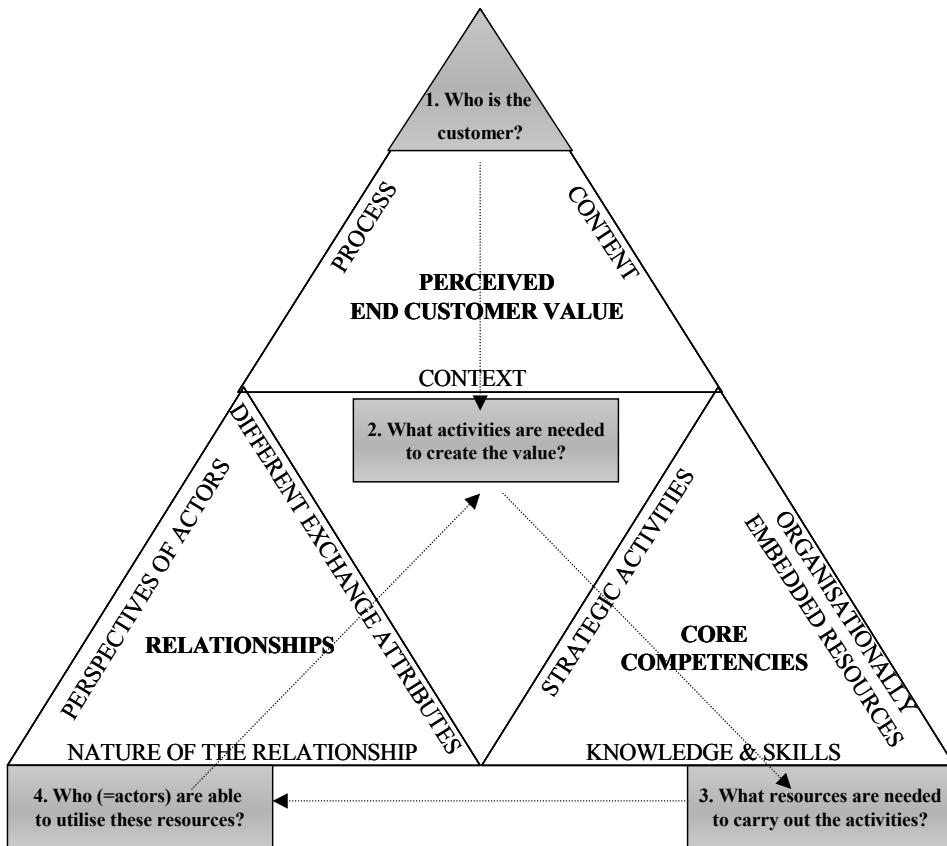 1. Who is the
customer?
PROCESS
CONTENT
PERCEIVED
END CUSTOMER VALUE
CONTEXT
2. What activities are needed
to create the value?
PERSPECTIVES OF ACTORS
DIFFERENT EXCHANGE ATTRIBUTES
RELATIONSHIPS
NATURE OF THE RELATIONSHIP
STRATEGIC ACTIVITIES
ORGANISATIONALLY
EMBEDDED RESOURCES
CORE
COMPETENCIES
KNOWLEDGE & SKILLS
4. Who (=actors) are able
to utilise these resources?
3. What resources are needed
to carry out the activities?